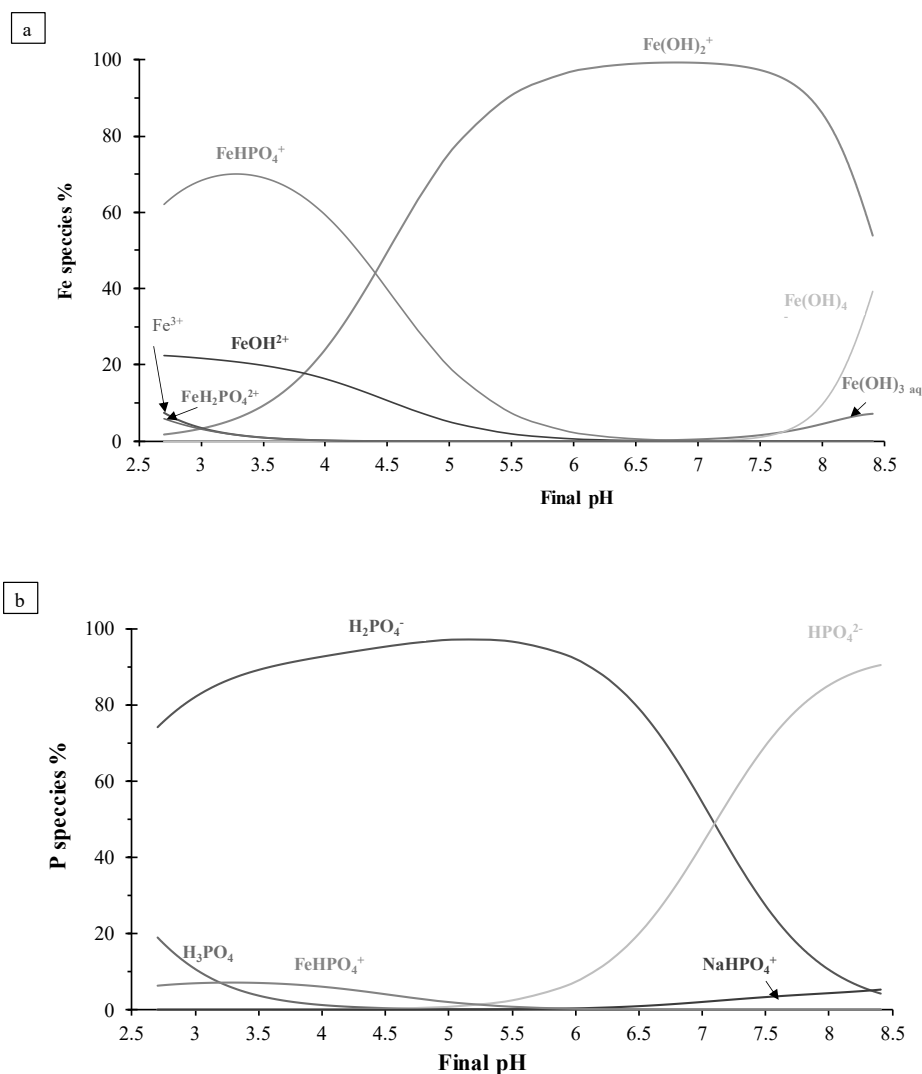 a
Fe(OH)₂⁺
100
80
FeHPO₄⁺
60
Fe speccies %
40
Fe(OH)₄
-
Fe³⁺
FeOH²⁺
20
FeH₂PO₄²⁺
Fe(OH)₃ aq
0
2.5 3 3.5 4 4.5 5 5.5 6 6.5 7 7.5 8 8.5
Final pH
b
100
H₂PO₄⁻
HPO₄²⁻
80
60
P speccies %
40
20
H₃PO₄
FeHPO₄⁺
NaHPO₄⁺
0
2.5 3 3.5 4 4.5 5 5.5 6 6.5 7 7.5 8 8.5
Final pH